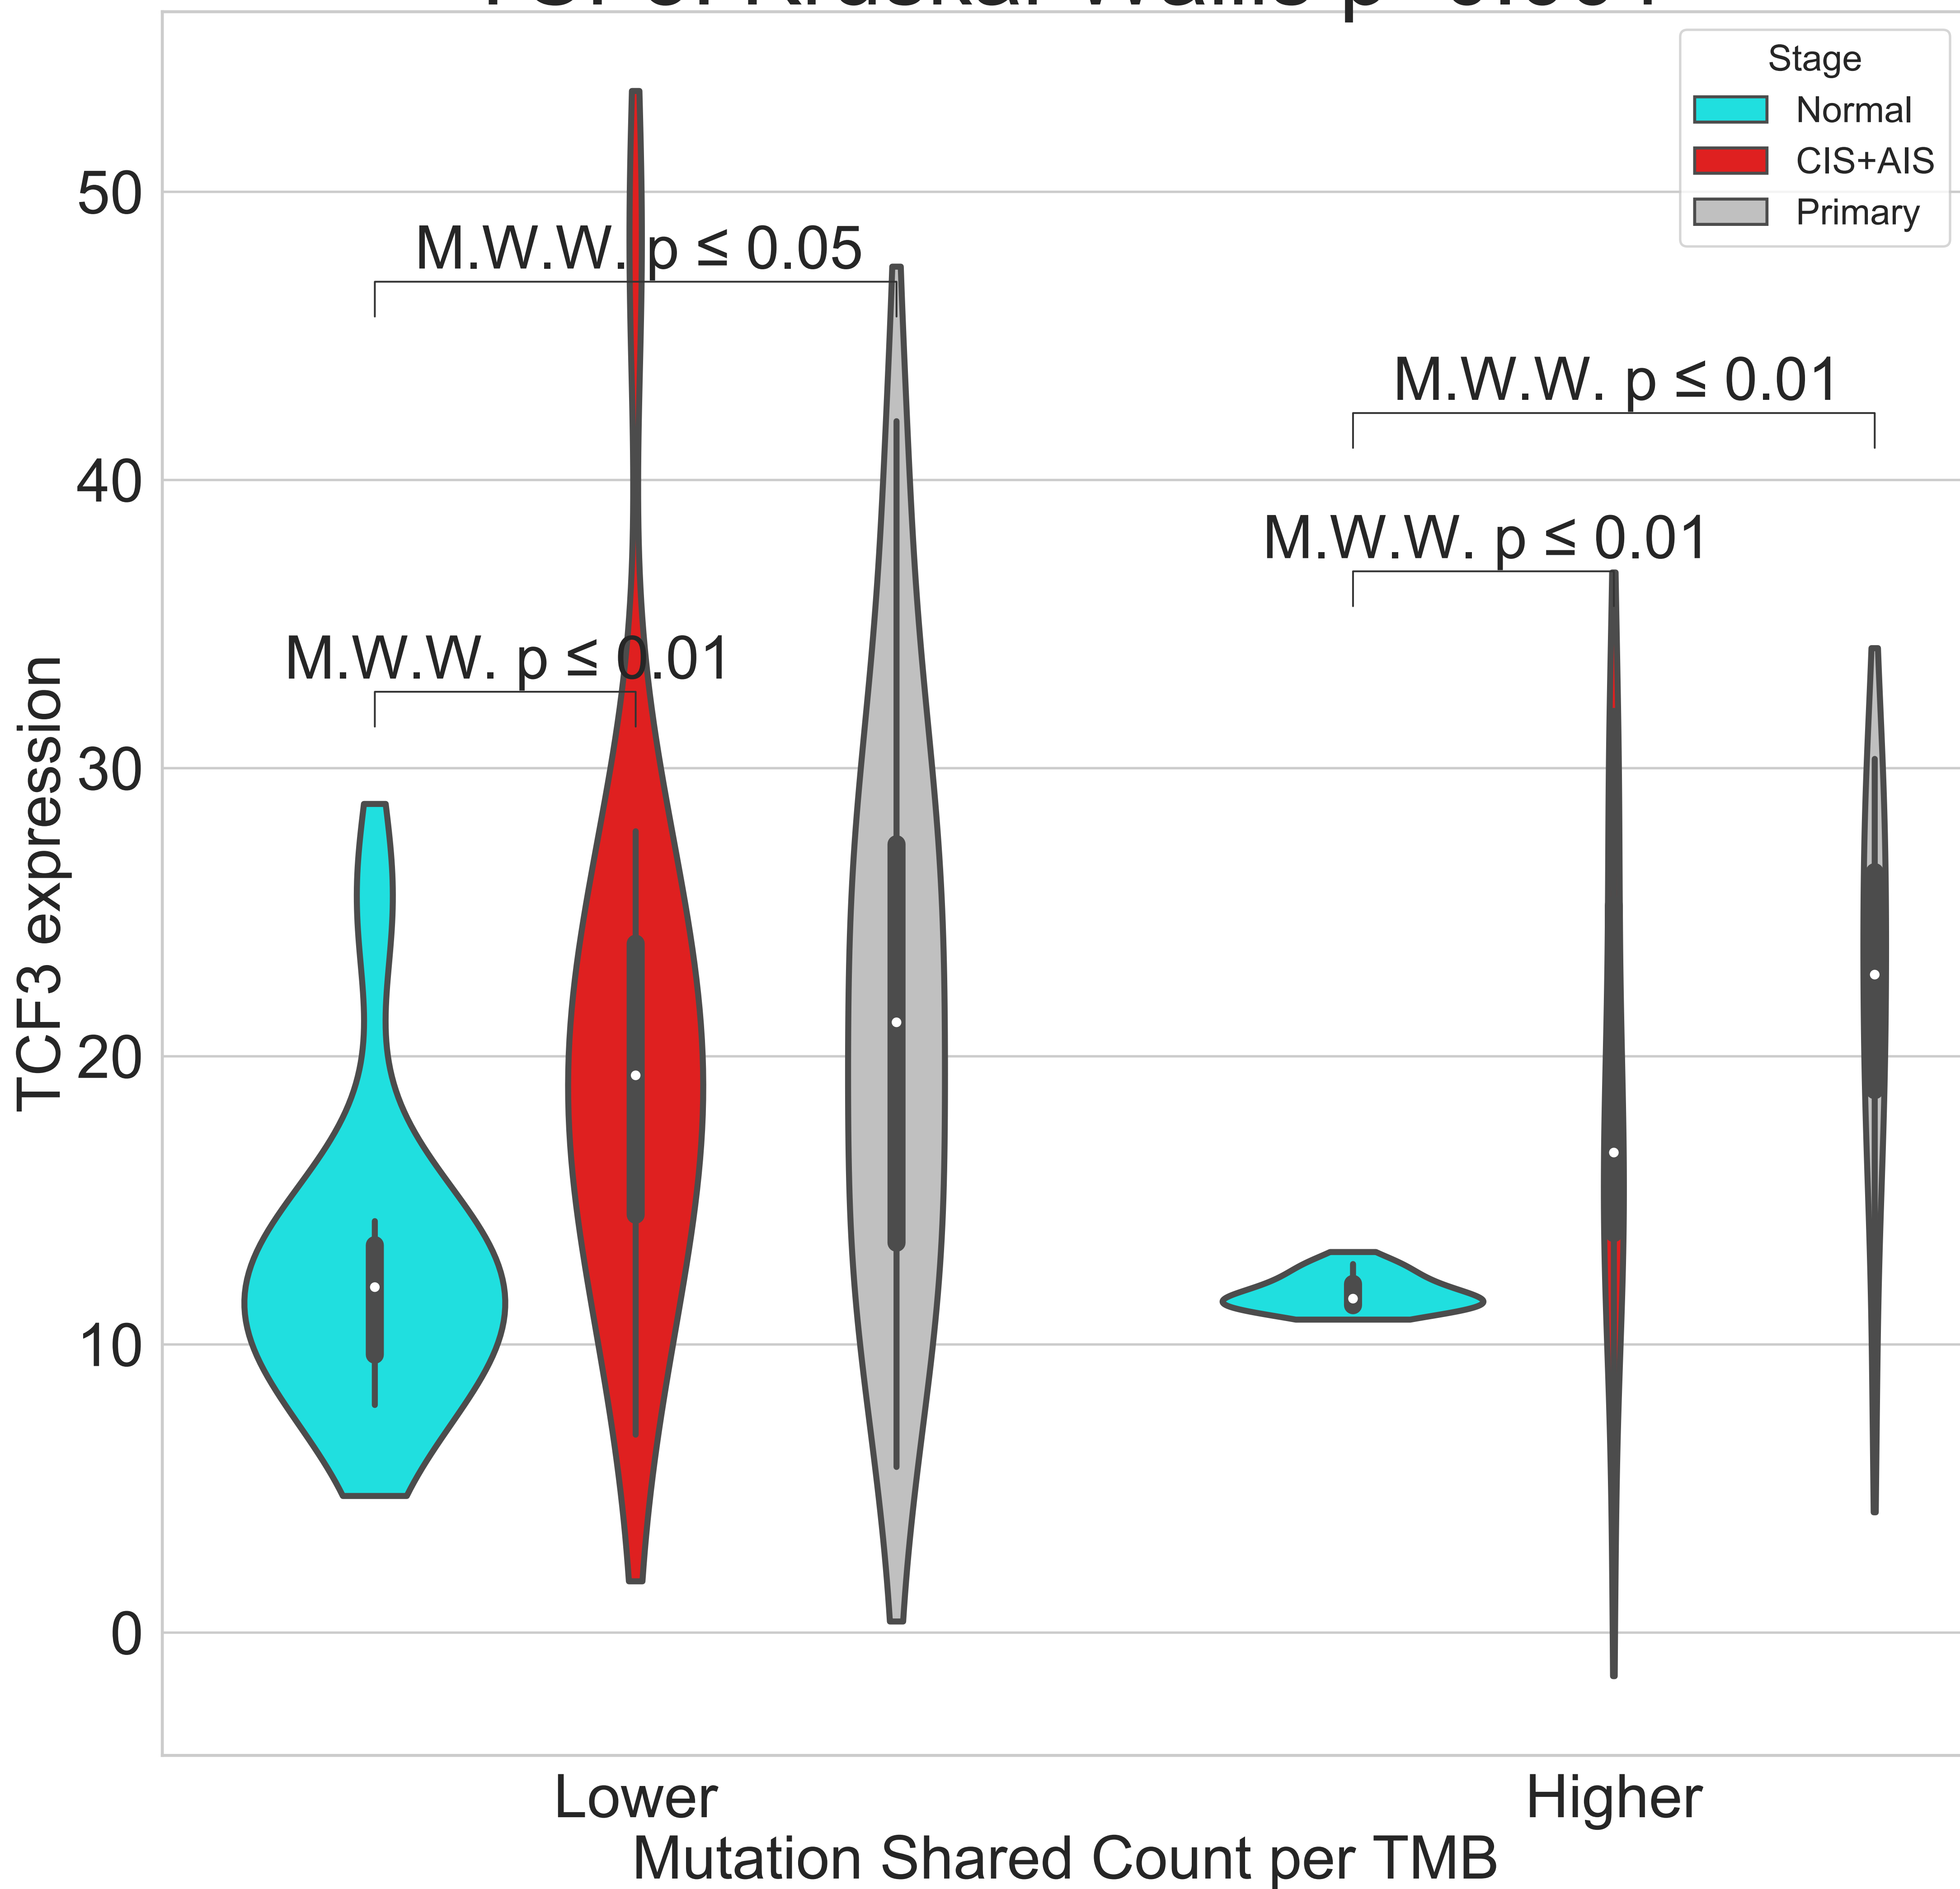 Stage
Normal
CIS+AIS
Primary
50
40
30
20
10
0
TCF3 expression
M.W.W. p ≤ 0.05
M.W.W. p ≤ 0.01
M.W.W. p ≤ 0.01
M.W.W. p ≤ 0.01
Lower
Higher
Mutation Shared Count per TMB